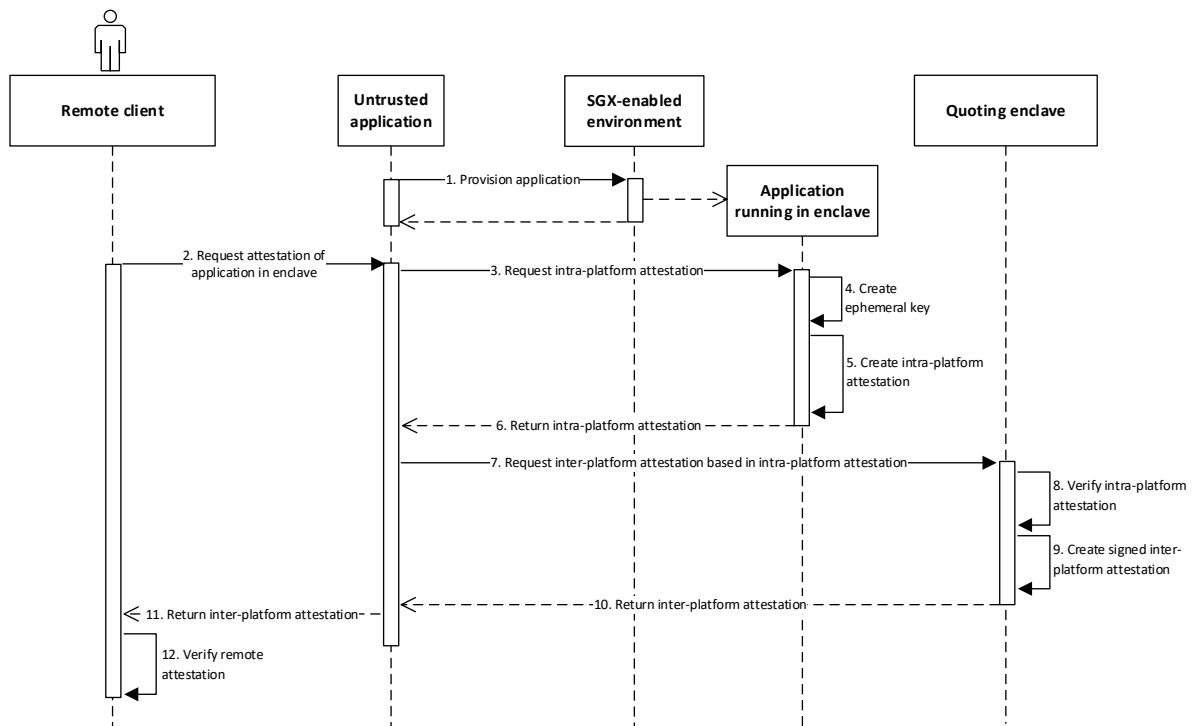 Remote client
Untrusted
application
SGX-enabled
environment
Quoting enclave
1. Provision application
Application
running in enclave
2. Request attestation of
application in enclave
3. Request intra-platform attestation
4. Create
ephemeral key
5. Create intra-platform
attestation
6. Return intra-platform attestation
7. Request inter-platform attestation based in intra-platform attestation
8. Verify intra-platform
attestation
9. Create signed inter-
platform attestation
10. Return inter-platform attestation
11. Return inter-platform attestation
12. Verify remote
attestation